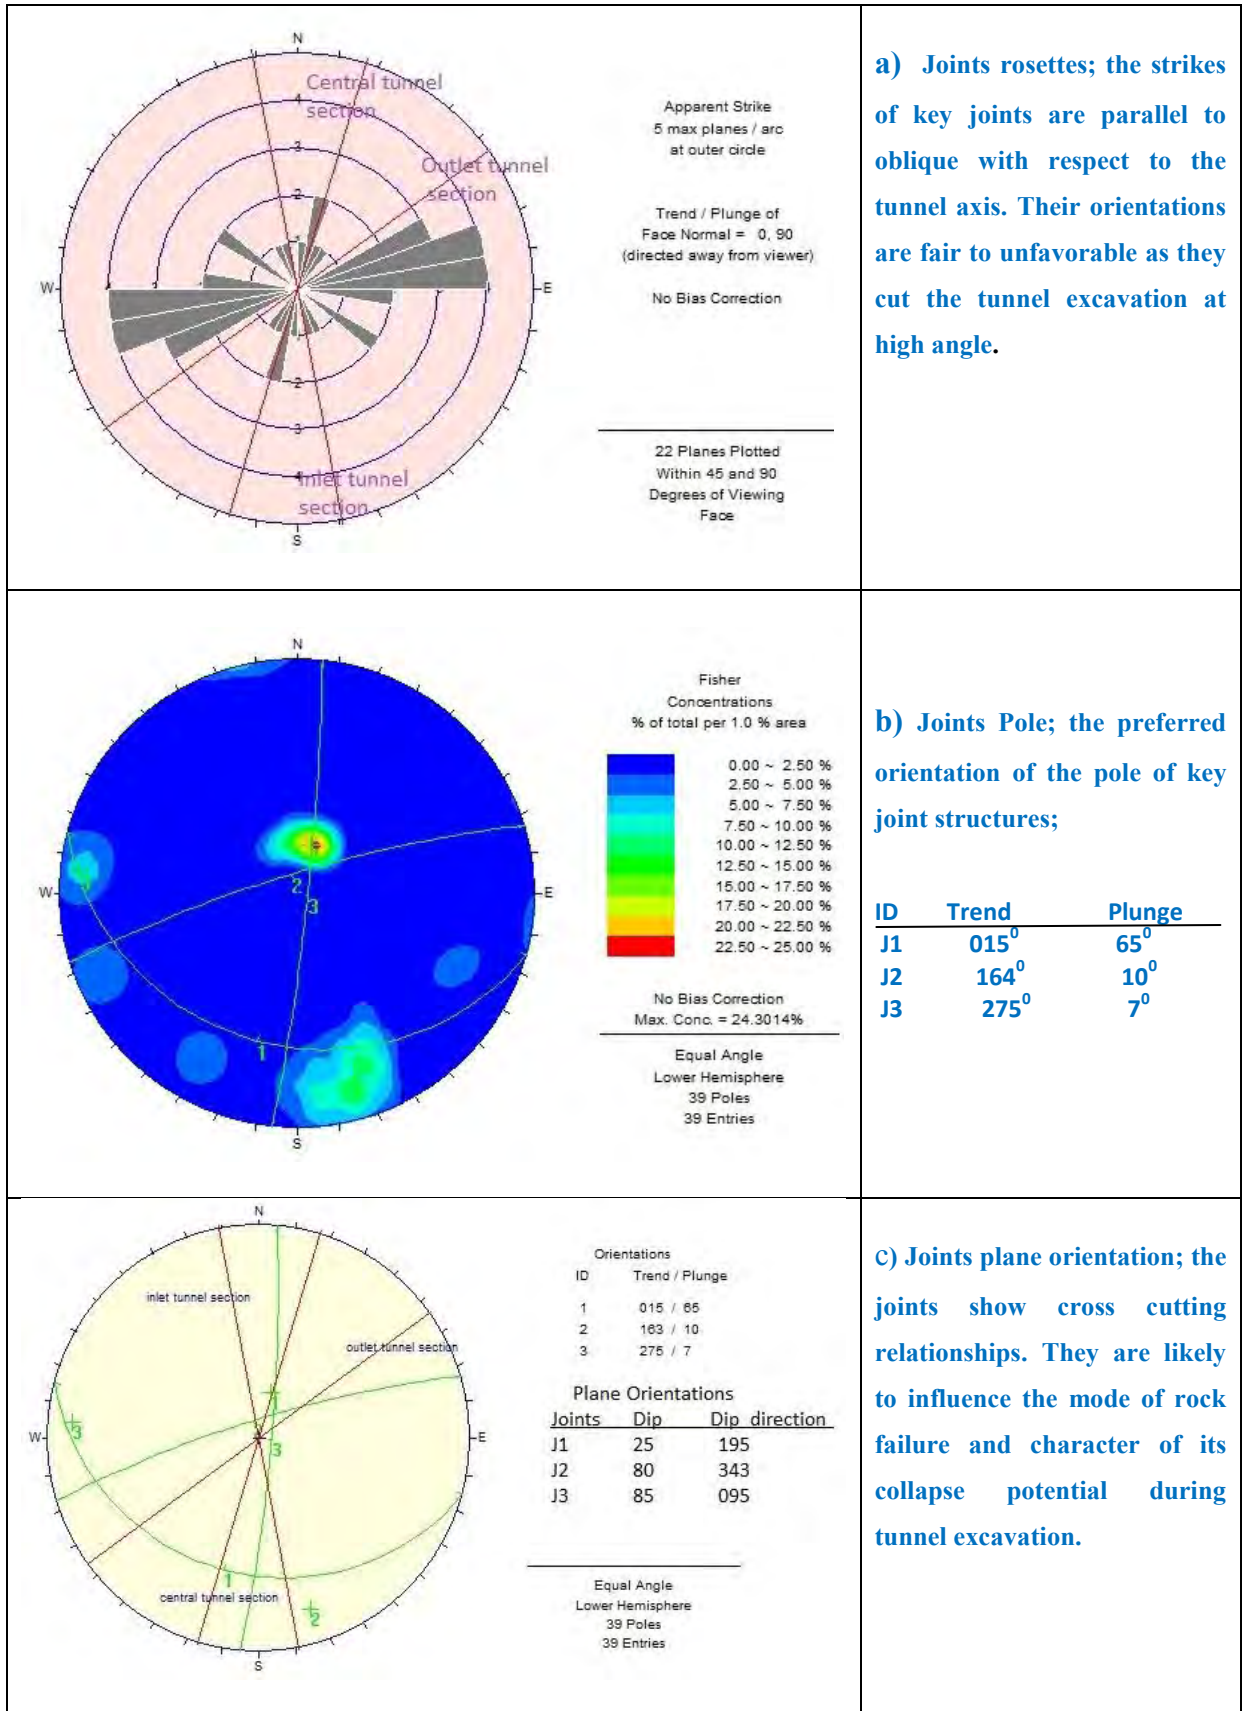 N
Central tunnel
section
4
3
Outlet tunnel
section
2
1
W
4
3
2
1
E
1
2
3
4
Inlet tunnel
section
S
Apparent Strike
5 max planes / arc
at outer circle
Trend / Plunge of
Face Normal = 0, 90
(directed away from viewer)
No Bias Correction
22 Planes Plotted
Within 45 and 90
Degrees of Viewing
Face
a) Joints rosettes; the strikes
of key joints are parallel to
oblique with respect to the
tunnel axis. Their orientations
are fair to unfavorable as they
cut the tunnel excavation at
high angle.
N
W
E
2
3
1
S
Fisher
Concentrations
% of total per 1.0 % area
0.00 ~ 2.50 %
2.50 ~ 5.00 %
5.00 ~ 7.50 %
7.50 ~ 10.00 %
10.00 ~ 12.50 %
12.50 ~ 15.00 %
15.00 ~ 17.50 %
17.50 ~ 20.00 %
20.00 ~ 22.50 %
22.50 ~ 25.00 %
No Bias Correction
Max. Conc. = 24.3014%
Equal Angle
Lower Hemisphere
39 Poles
39 Entries
b) Joints Pole; the preferred
orientation of the pole of key
joint structures;
ID Trend Plunge
J1 015⁰ 65⁰
J2 164⁰ 10⁰
J3 275⁰ 7⁰
N
inlet tunnel section
outlet tunnel section
1
3
W
3
E
1
central tunnel section
2
S
Orientations
ID Trend / Plunge
1 015 / 65
2 163 / 10
3 275 / 7
Plane Orientations
Joints Dip Dip direction
J1 25 195
J2 80 343
J3 85 095
Equal Angle
Lower Hemisphere
39 Poles
39 Entries
c) Joints plane orientation; the
joints show cross cutting
relationships. They are likely
to influence the mode of rock
failure and character of its
collapse potential during
tunnel excavation.